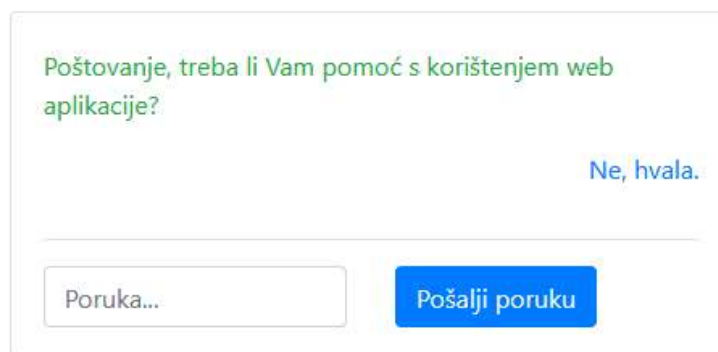 Poštovanje, treba li Vam pomoć s korištenjem web
aplikacije?
Ne, hvala.
Poruka...
Pošalji poruku